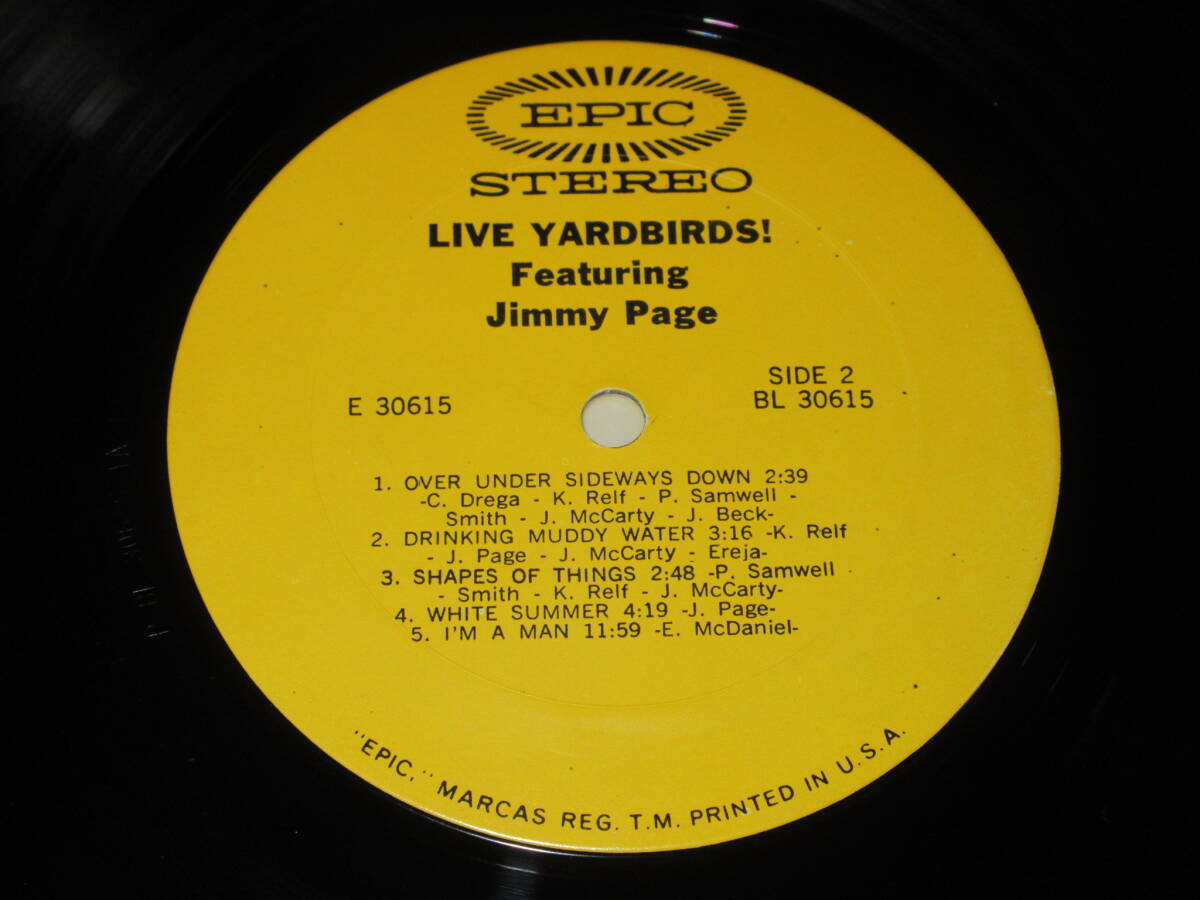 EPIC
STEREO
LIVE YARDBIRDS!
Featuring
Jimmy Page
E 30615
SIDE 2
BL 30615
1. OVER UNDER SIDEWAYS DOWN 2:39
-C. Drega - K. Relf - P. Samwell -
Smith - J. McCarty - J. Beck-
2. DRINKING MUDDY WATER 3:16 -K. Relf
- J. Page - J. McCarty - Ereja-
3. SHAPES OF THINGS 2:48 -P. Samwell
- Smith - K. Relf - J. McCarty-
4. WHITE SUMMER 4:19 -J. Page-
5. I'M A MAN 11:59 -E. McDaniel-
"EPIC," MARCAS REG. T.M. PRINTED IN U.S.A.